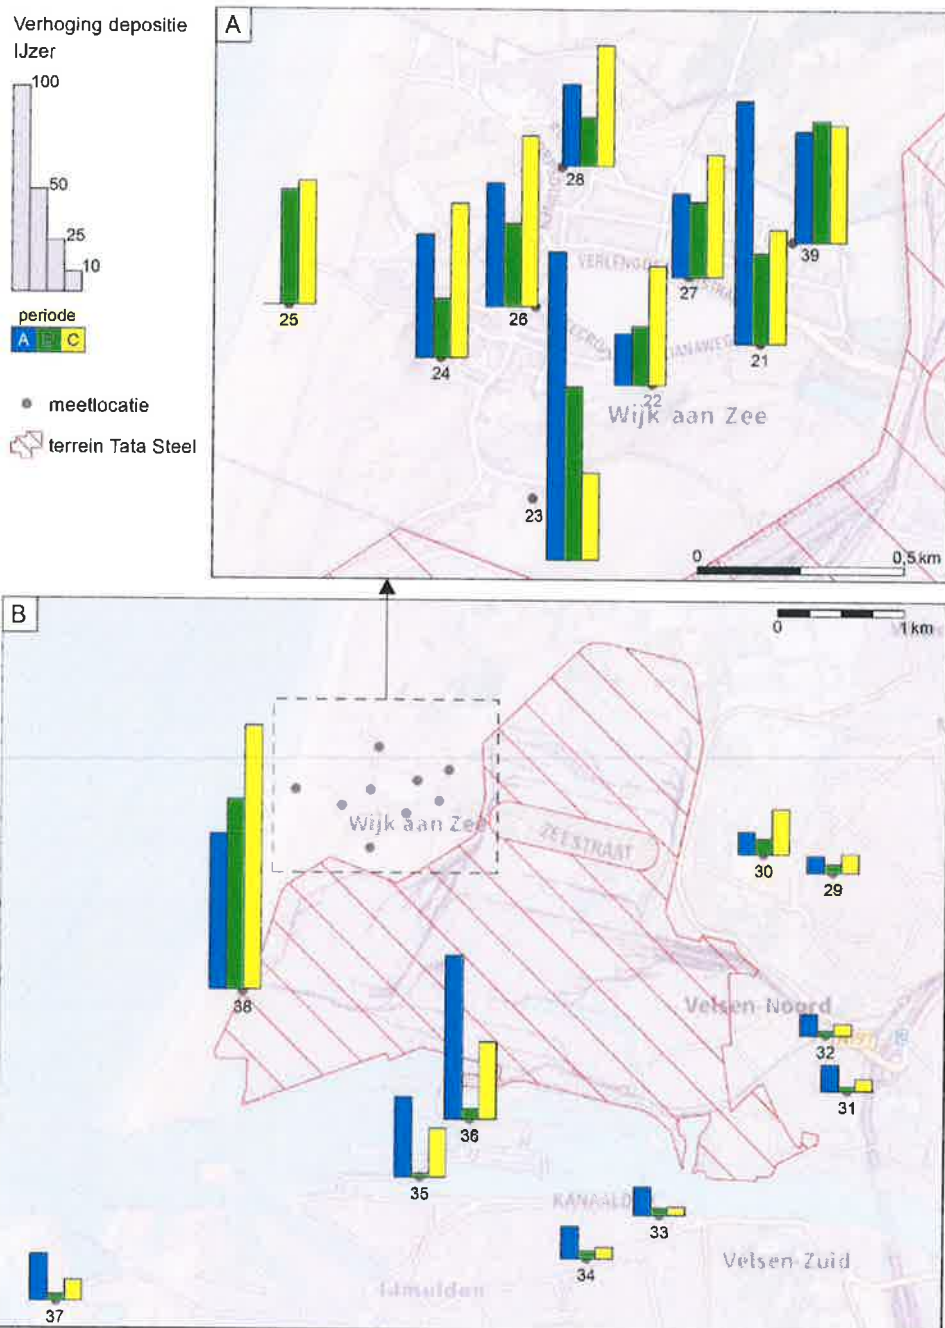 Verhoging depositie
IJzer
100
50
25
10
periode
A B C
meetlocatie
terrein Tata Steel
A
28
39
VERLENGDE
25
26
27
24
21
22
Wijk aan Zee
23
0 0,5 km
B
0 1 km
Wijk aan Zee
ZEESTRAAT
30
29
38
Velsen-Noord
32
31
36
35
33
34
Velsen-Zuid
IJmuiden
37